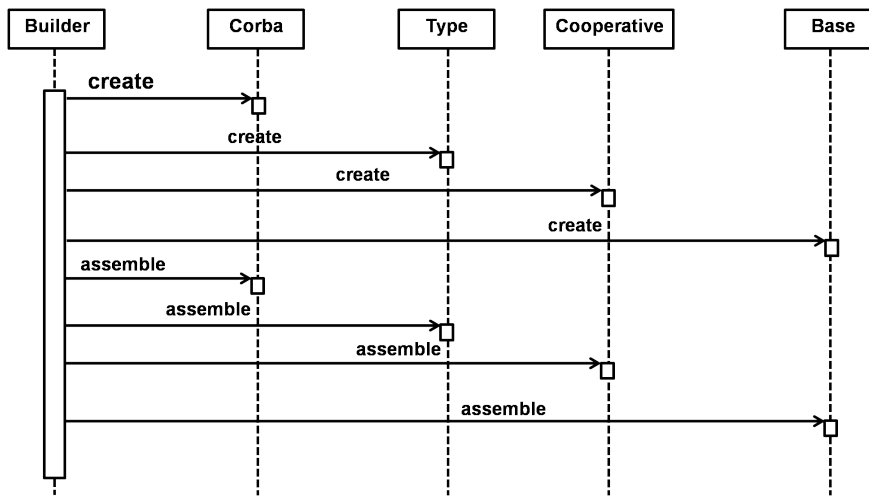 Builder
Corba
Type
Cooperative
Base
create
create
create
create
assemble
assemble
assemble
assemble